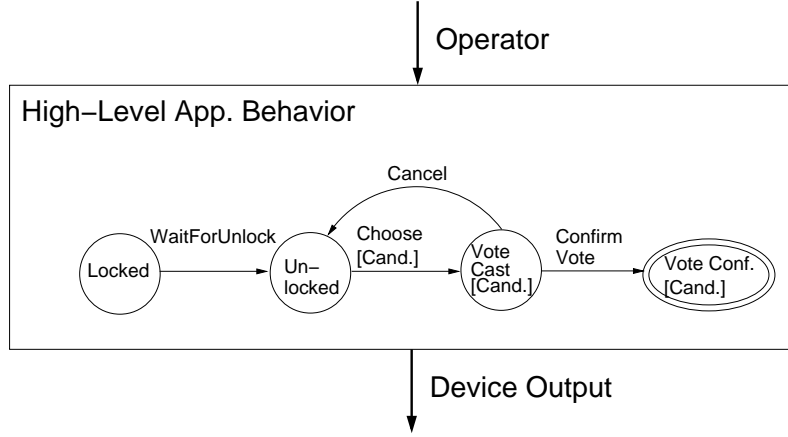 Operator
High–Level App. Behavior
Cancel
WaitForUnlock
Choose
[Cand.]
Confirm
Vote
Locked
Un–
locked
Vote
Cast
[Cand.]
Vote Conf.
[Cand.]
Device Output